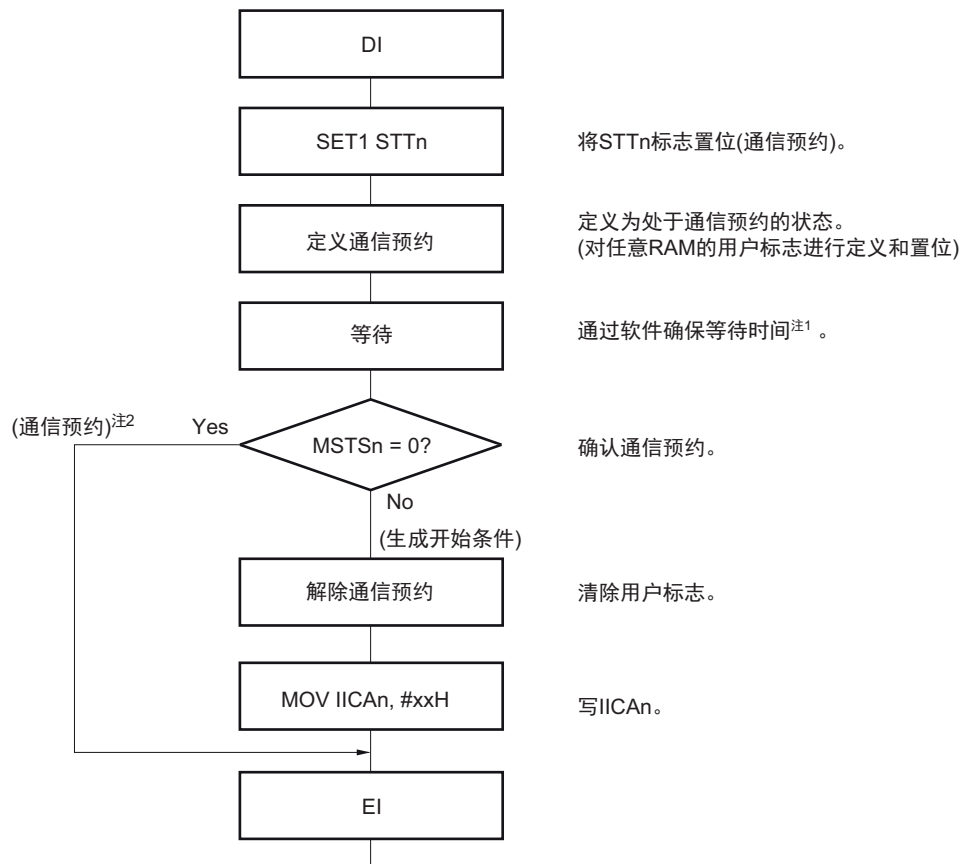 DI
SET1 STTn
将STTn标志置位(通信预约)。
定义通信预约
定义为处于通信预约的状态。
(对任意RAM的用户标志进行定义和置位)
等待
通过软件确保等待时间注1 。
(通信预约)注2
Yes
MSTSn = 0?
确认通信预约。
No
(生成开始条件)
解除通信预约
清除用户标志。
MOV IICAn, #xxH
写IICAn。
EI